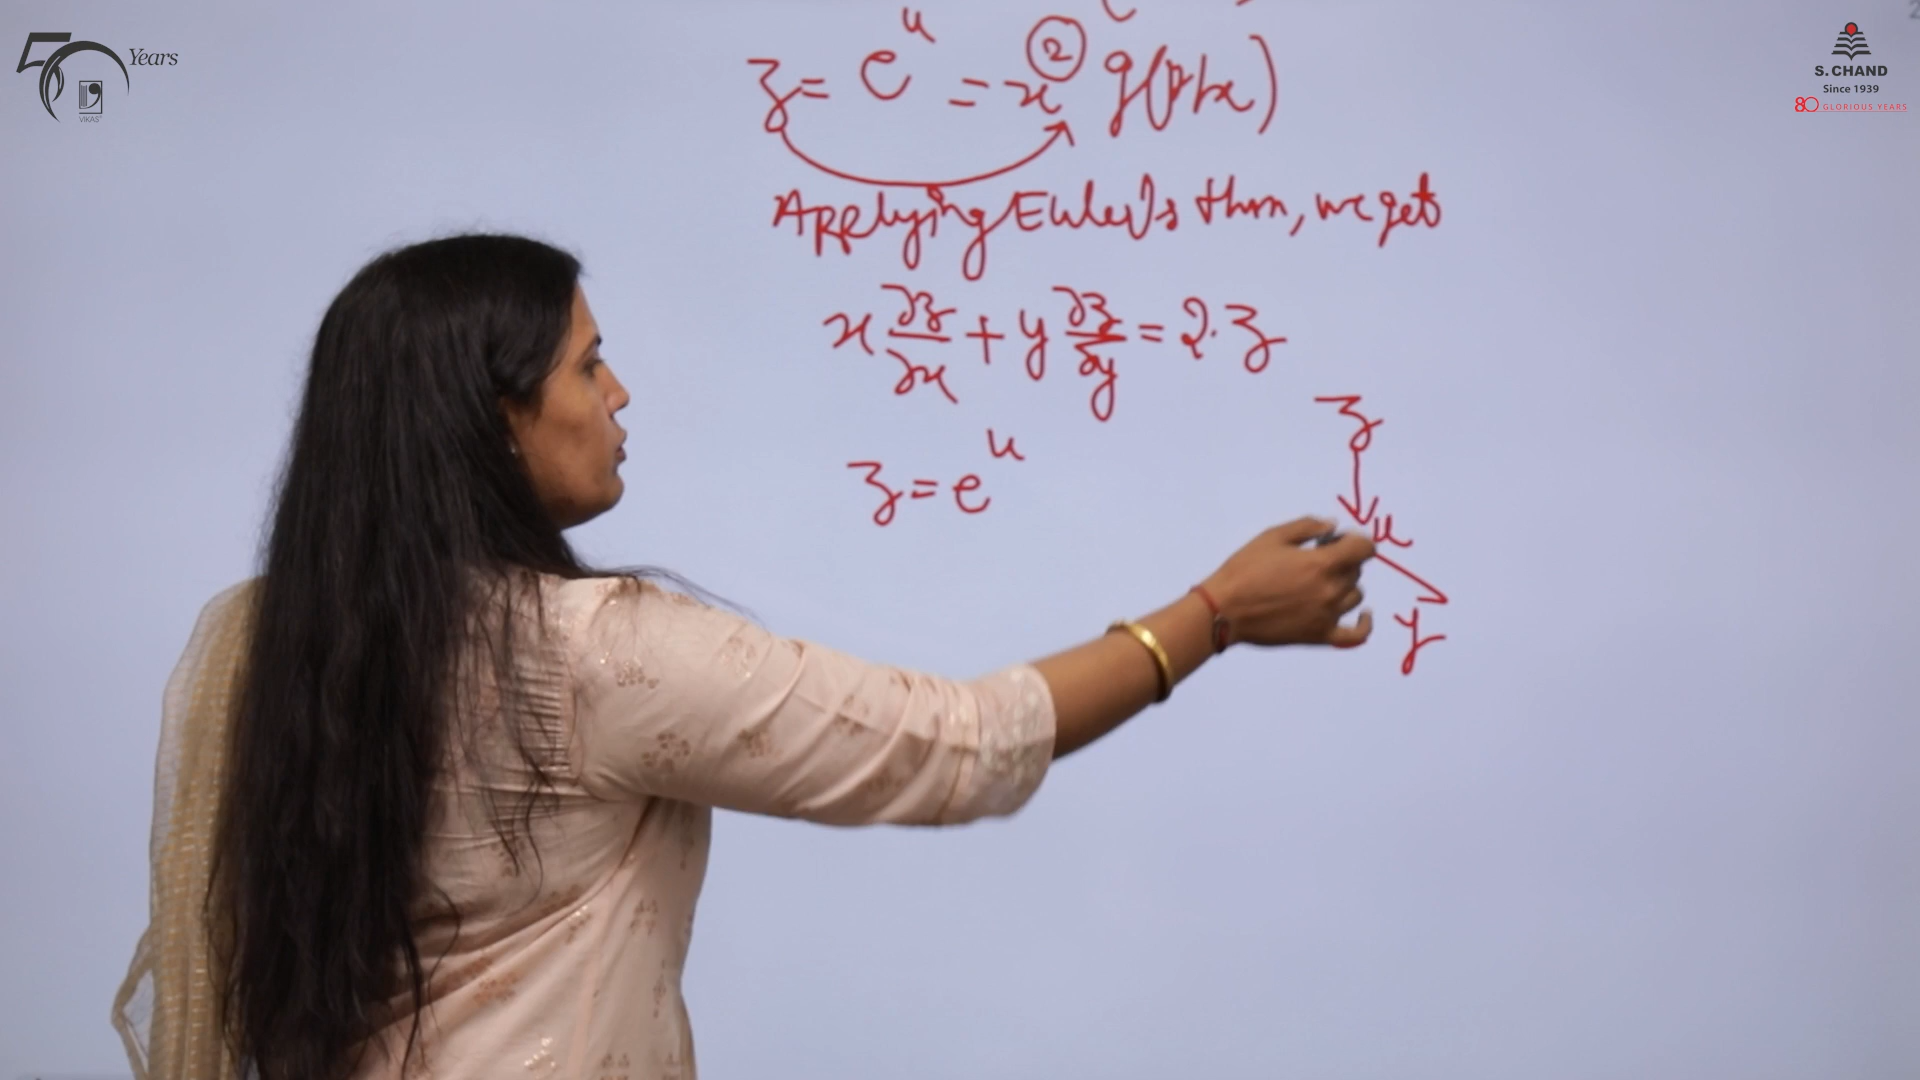 50 Years
VIKAS®
S. CHAND
Since 1939
80 GLORIOUS YEARS
z = e^u = x^② g(y/x)
Applying Euler's thm, we get
x ∂z/∂x + y ∂z/∂y = 2·z
z = e^u
z
u
y